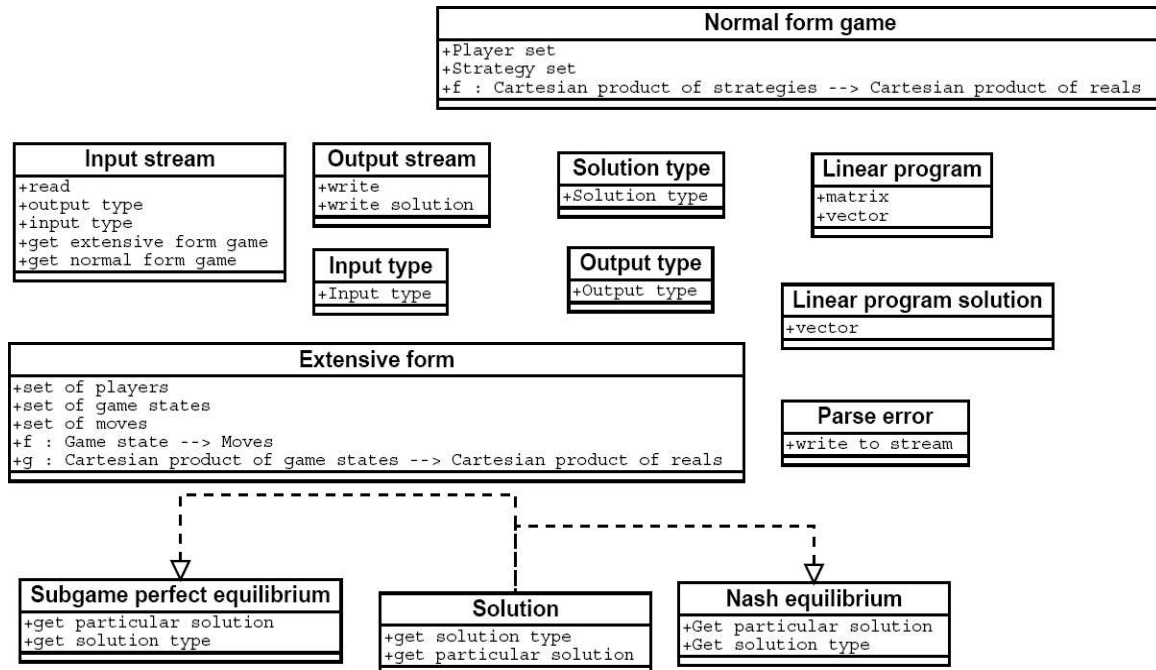 Normal form game
+Player set
+Strategy set
+f : Cartesian product of strategies --> Cartesian product of reals
Input stream
+read
+output type
+input type
+get extensive form game
+get normal form game
Output stream
+write
+write solution
Solution type
+Solution type
Linear program
+matrix
+vector
Input type
+Input type
Output type
+Output type
Linear program solution
+vector
Extensive form
+set of players
+set of game states
+set of moves
+f : Game state --> Moves
+g : Cartesian product of game states --> Cartesian product of reals
Parse error
+write to stream
Subgame perfect equilibrium
+get particular solution
+get solution type
Solution
+get solution type
+get particular solution
Nash equilibrium
+Get particular solution
+Get solution type